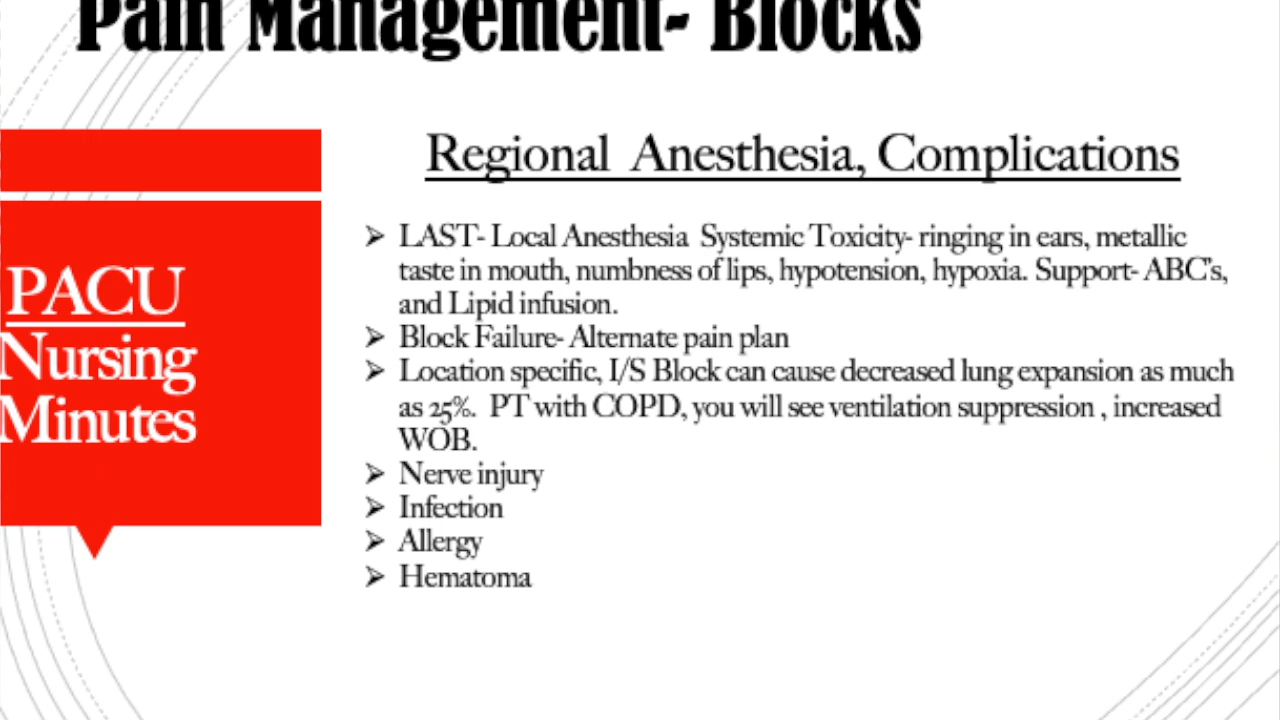 Pain Management- Blocks
Regional Anesthesia, Complications
PACU
Nursing
Minutes
➤ LAST- Local Anesthesia Systemic Toxicity- ringing in ears, metallic
taste in mouth, numbness of lips, hypotension, hypoxia. Support- ABC's,
and Lipid infusion.
➤ Block Failure- Alternate pain plan
➤ Location specific, I/S Block can cause decreased lung expansion as much
as 25%. PT with COPD, you will see ventilation suppression , increased
WOB.
➤ Nerve injury
➤ Infection
➤ Allergy
➤ Hematoma